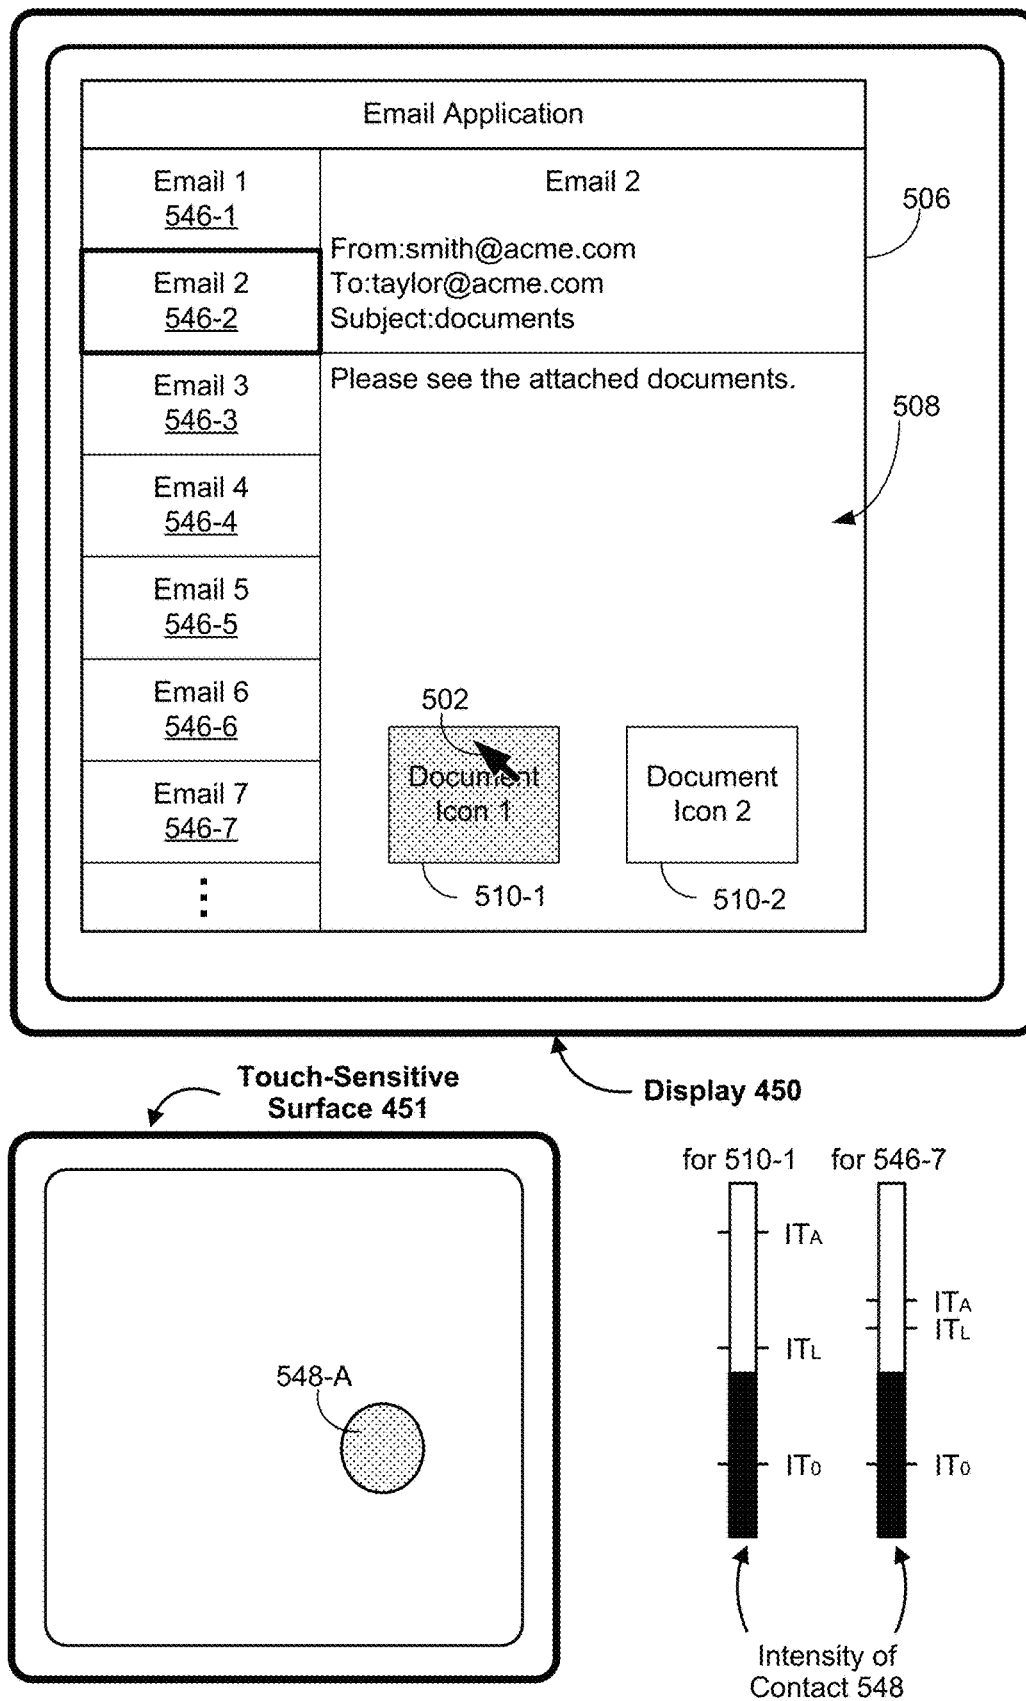 Email Application
Email 1
546-1
Email 2
546-2
Email 3
546-3
Email 4
546-4
Email 5
546-5
Email 6
546-6
Email 7
546-7
Email 2
From:smith@acme.com
To:taylor@acme.com
Subject:documents
Please see the attached documents.
506
508
502
Document
Icon 1
510-1
Document
Icon 2
510-2
Touch-Sensitive
Surface 451
Display 450
548-A
for 510-1
ITA
ITL
IT0
for 546-7
ITA
ITL
IT0
Intensity of
Contact 548